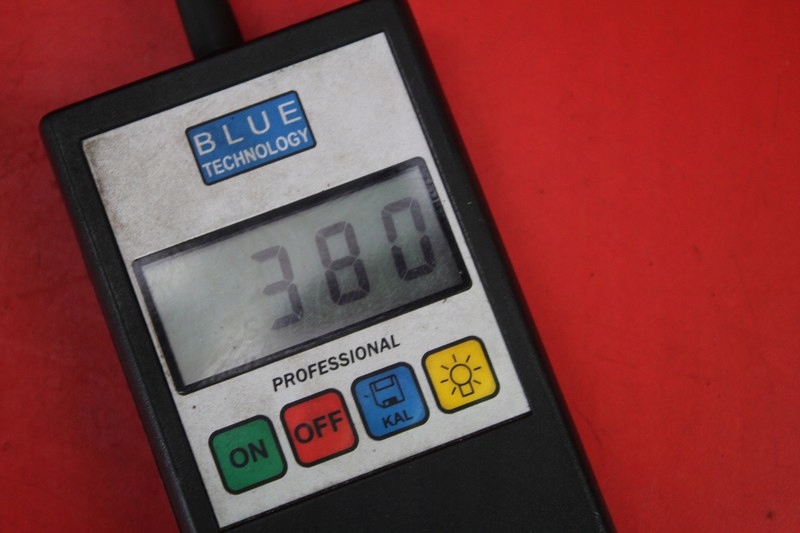 BLUE
TECHNOLOGY
380
PROFESSIONAL
ON
OFF
KAL